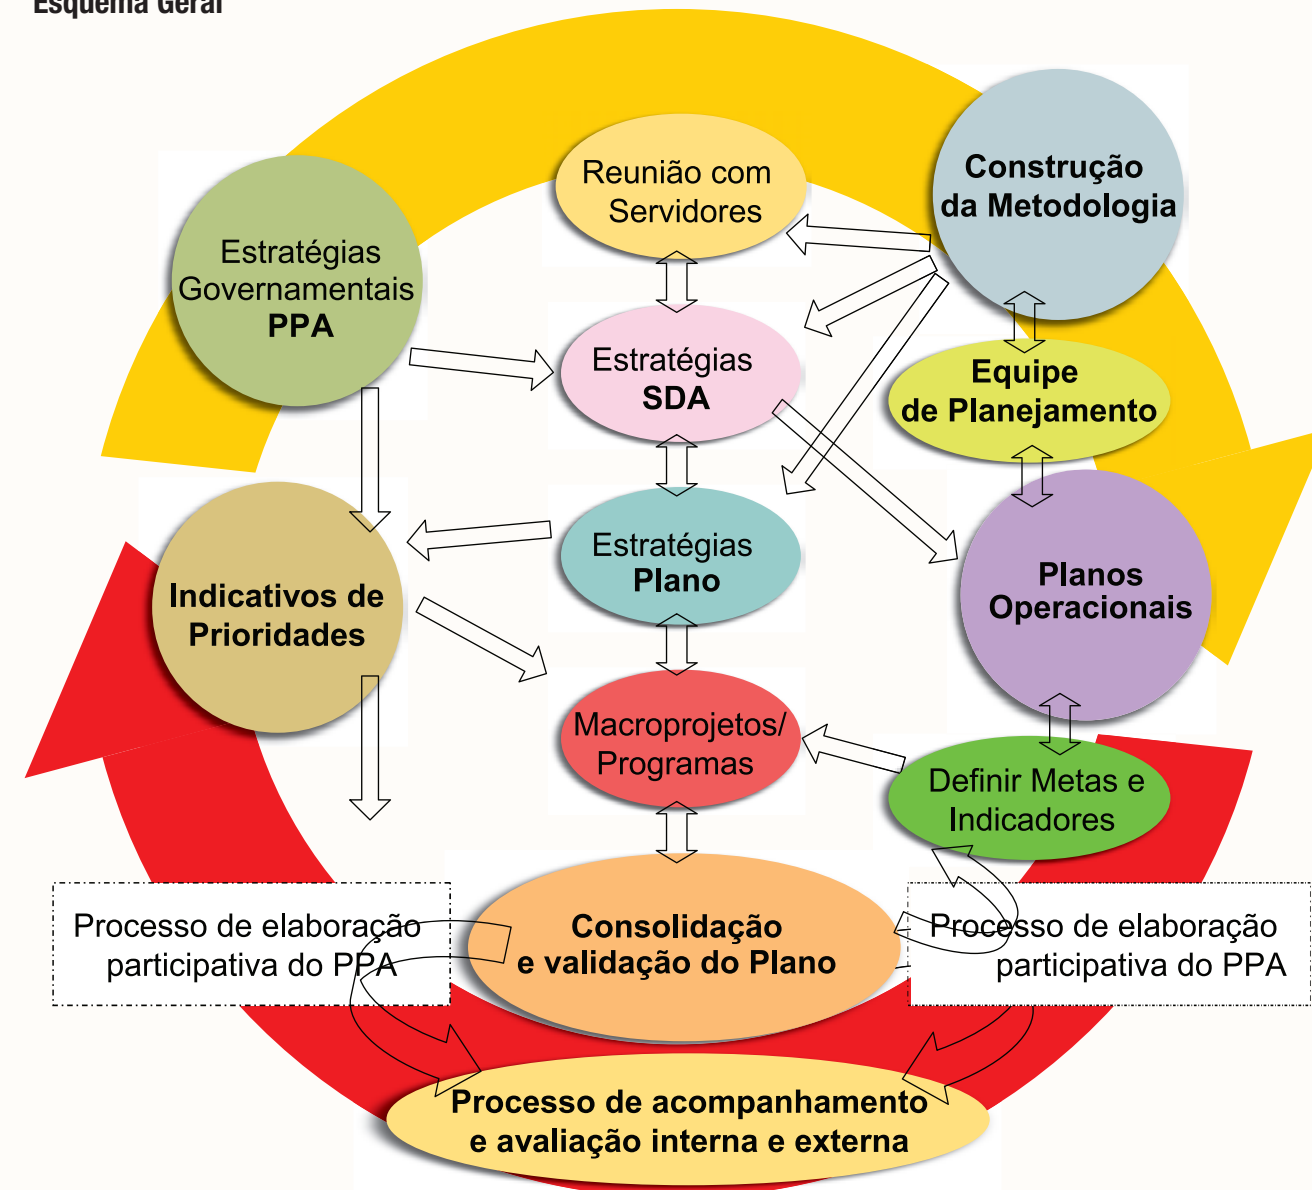 Esquema Geral
Reunião com
Servidores
Construção
da Metodologia
Estratégias
Governamentais
PPA
Estratégias
SDA
Equipe
de Planejamento
Estratégias
Plano
Indicativos de
Prioridades
Planos
Operacionais
Macroprojetos/
Programas
Definir Metas e
Indicadores
Processo de elaboração
participativa do PPA
Consolidação
e validação do Plano
Processo de elaboração
participativa do PPA
Processo de acompanhamento
e avaliação interna e externa